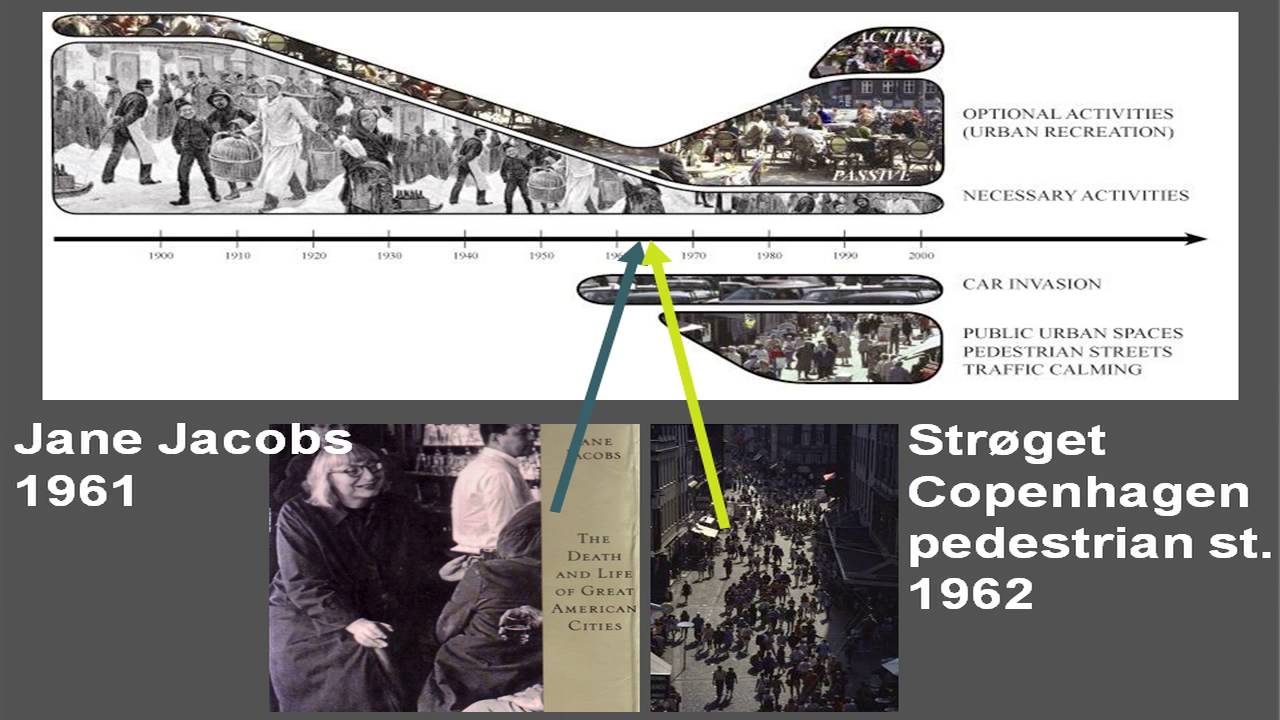 ACTIVE
OPTIONAL ACTIVITIES
(URBAN RECREATION)
PASSIVE
NECESSARY ACTIVITIES
1900 1910 1920 1930 1940 1950 1970 1980 1990 2000
CAR INVASION
PUBLIC URBAN SPACES
PEDESTRIAN STREETS
TRAFFIC CALMING
Jane Jacobs
1961
JANE
JACOBS
THE
DEATH
AND LIFE
OF GREAT
AMERICAN
CITIES
Strøget
Copenhagen
pedestrian st.
1962